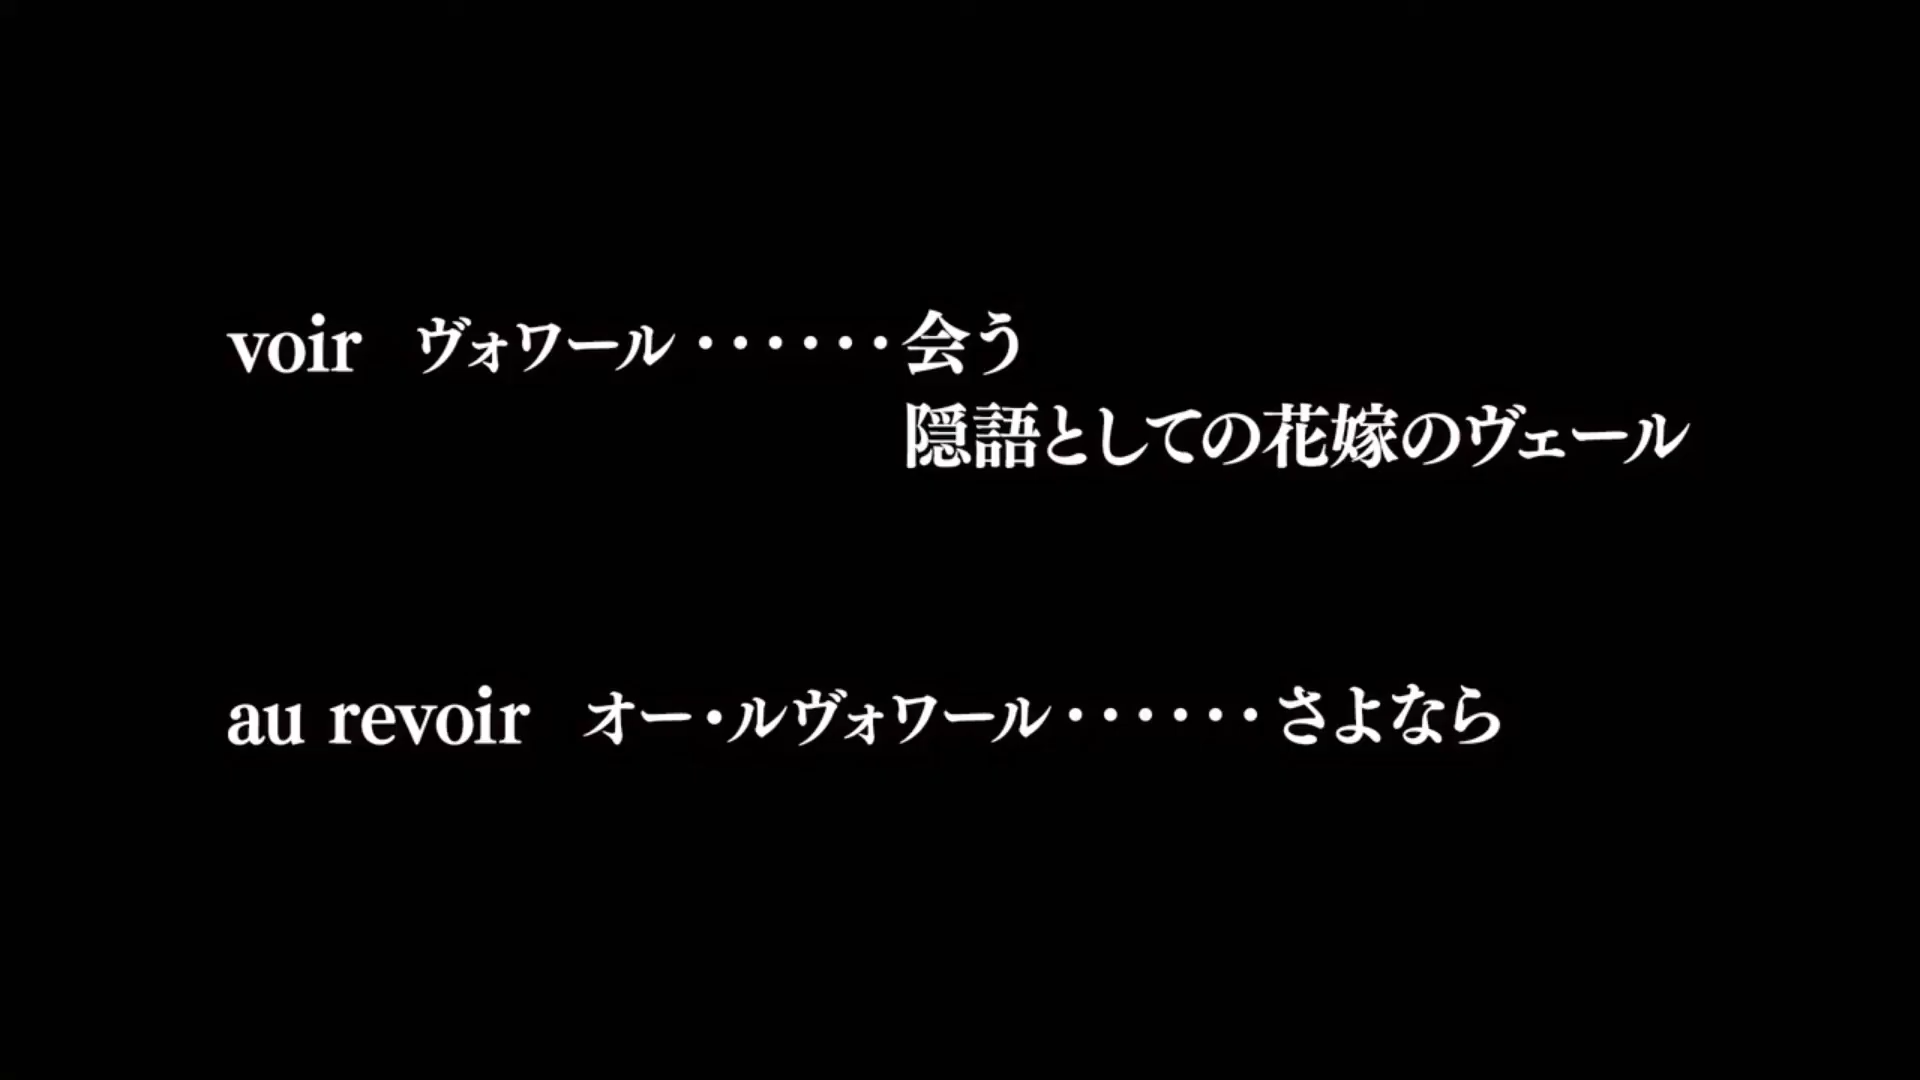 voir ヴォワール ‥‥‥会う
隠語としての花嫁のヴェール
au revoir オー・ルヴォワール‥‥‥さよなら